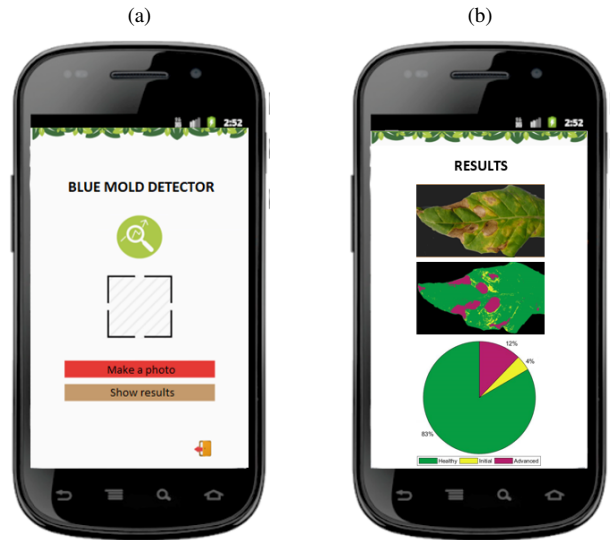 (a)
(b)
2:52
BLUE MOLD DETECTOR
Make a photo
Show results
2:52
RESULTS
12%
4%
83%
Healthy Initial Advanced